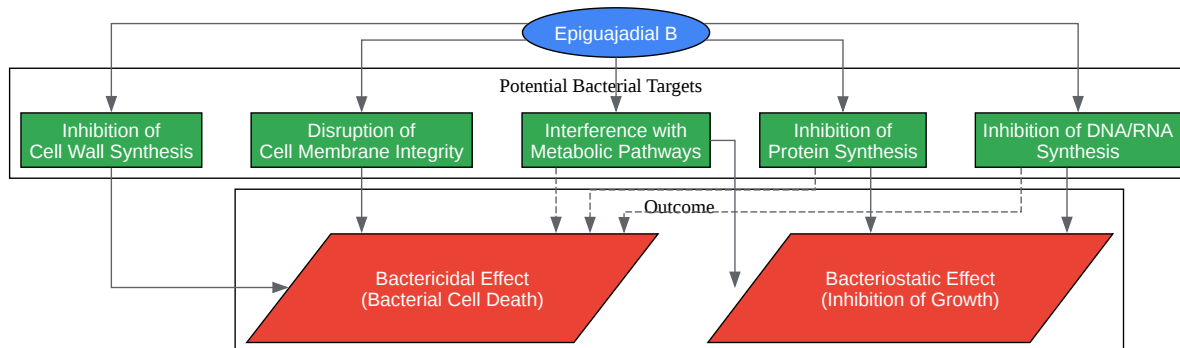 Epiguajadial B
Potential Bacterial Targets
Inhibition of
Cell Wall Synthesis
Disruption of
Cell Membrane Integrity
Interference with
Metabolic Pathways
Inhibition of
Protein Synthesis
Inhibition of DNA/RNA
Synthesis
Outcome
Bactericidal Effect
(Bacterial Cell Death)
Bacteriostatic Effect
(Inhibition of Growth)